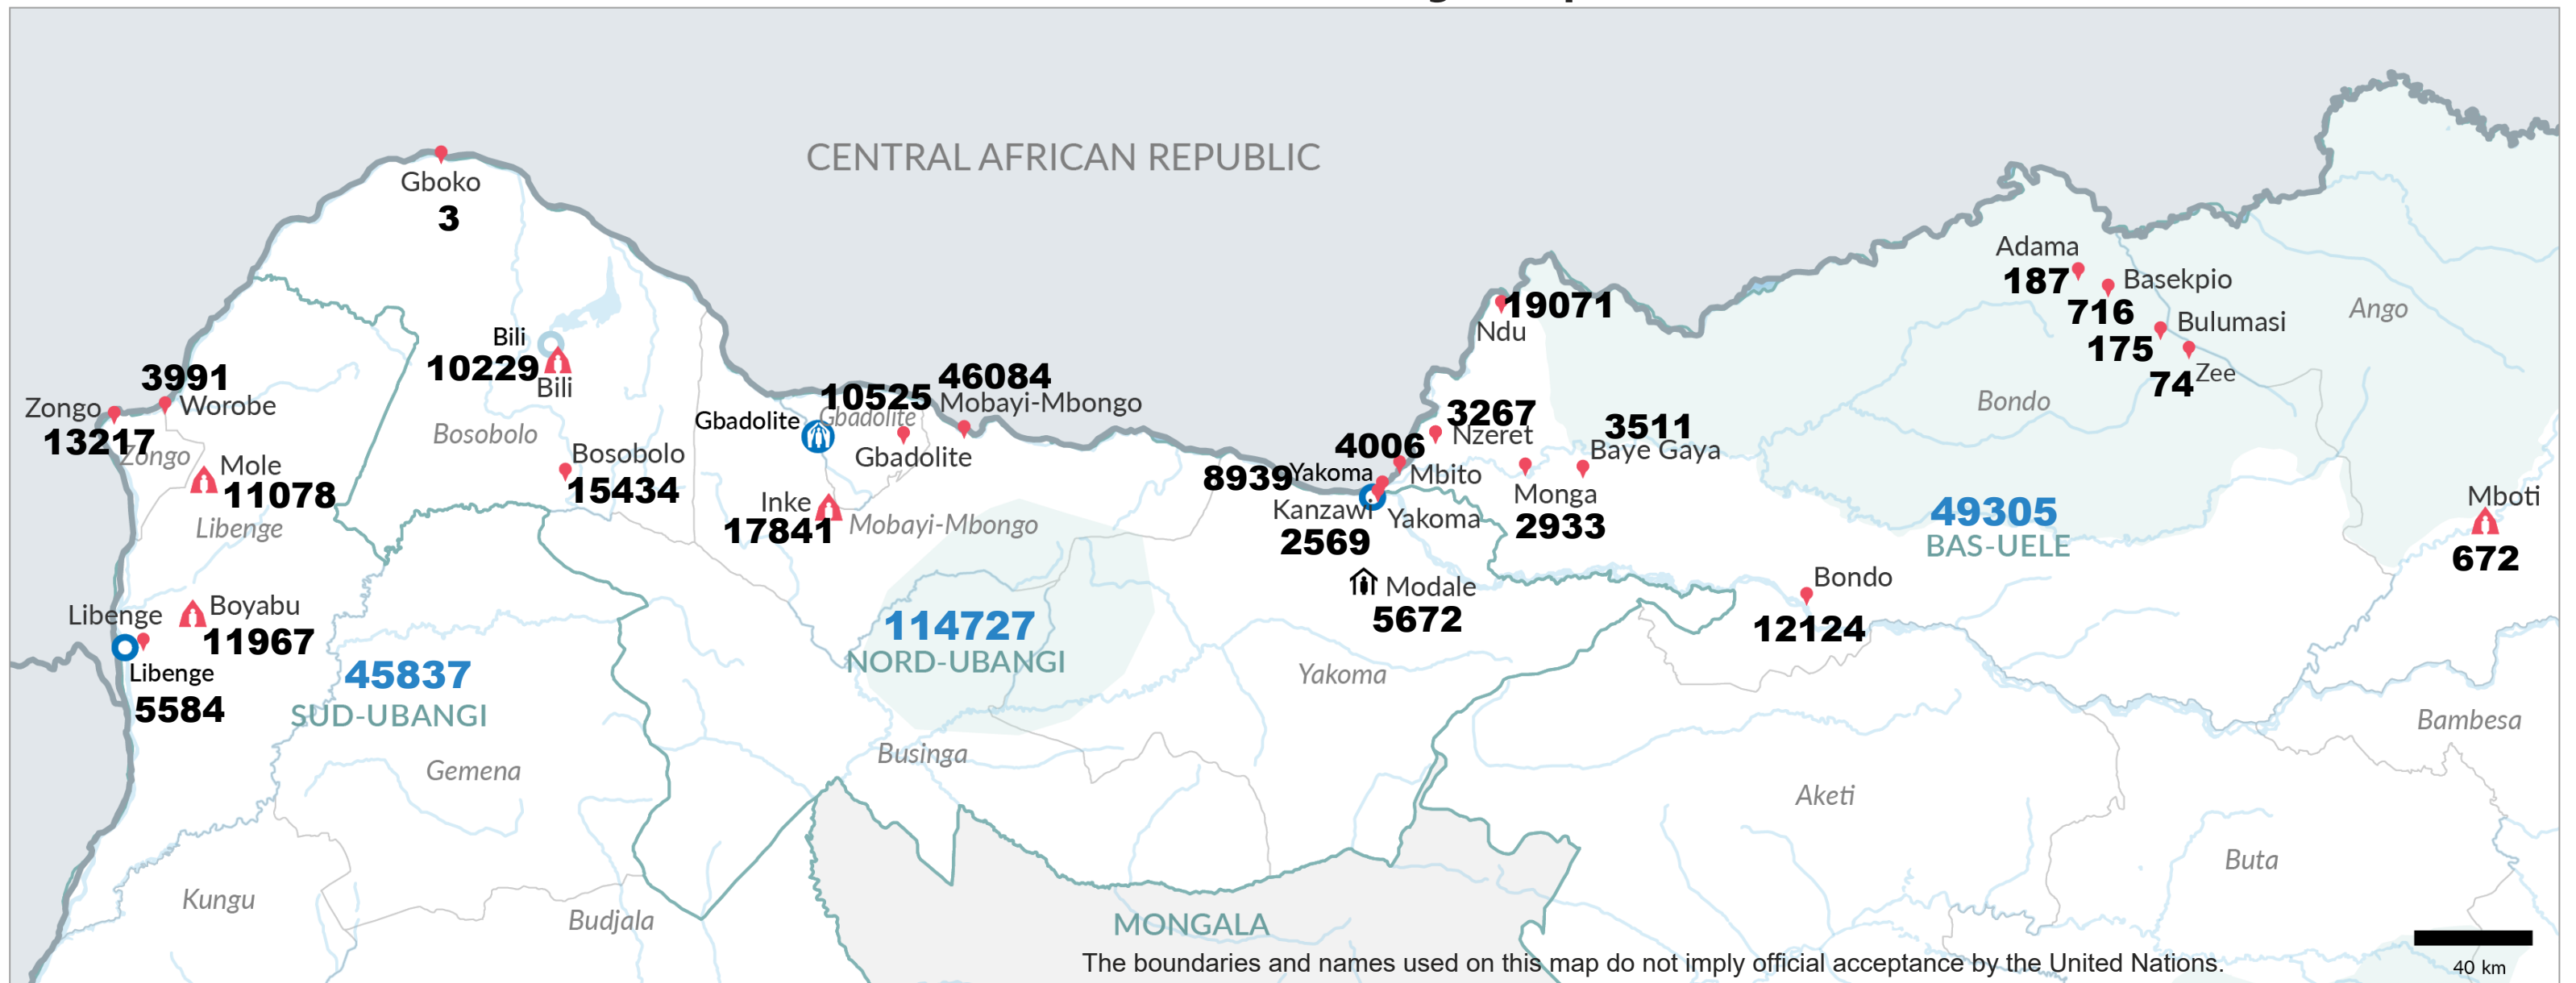 CENTRAL AFRICAN REPUBLIC
Gboko
3
Adama
187
Basekpio
716
Bulumasi
175
Zee
74
Ango
19071
Ndu
Bili
10229
Bili
3991
Zongo
Worobe
13217
Zongo
46084
10525
Mobayi-Mbongo
Gbadolite
Gbadolite
Gbadolite
Bondo
3267
Nzeret
3511
Baye Gaya
4006
Mbito
8939
Yakoma
Bosobolo
Bosobolo
15434
Mole
11078
Libenge
Inke
17841
Mobayi-Mbongo
Kanzawi
Yakoma
2569
Monga
2933
49305
BAS-UELE
Mboti
672
Modale
5672
Bondo
12124
Libenge
Boyabu
11967
Libenge
5584
45837
SUD-UBANGI
114727
NORD-UBANGI
Yakoma
Bambesa
Businga
Gemena
Aketi
Buta
Kungu
Budjala
MONGALA
The boundaries and names used on this map do not imply official acceptance by the United Nations.
40 km